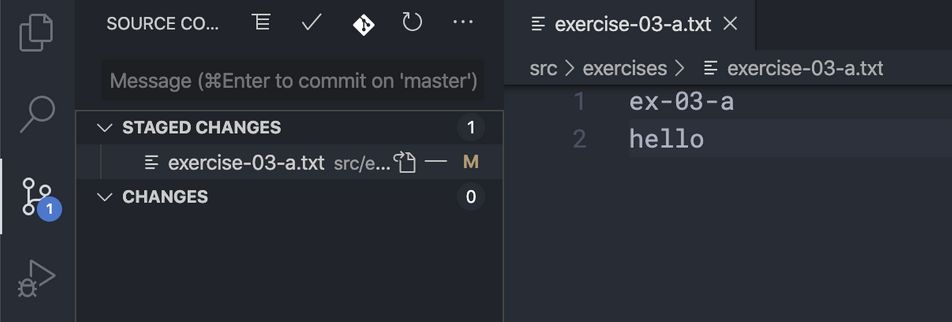 SOURCE CO...
Message (⌘Enter to commit on 'master')
STAGED CHANGES 1
exercise-03-a.txt src/e... M
CHANGES 0
1
exercise-03-a.txt
src > exercises > exercise-03-a.txt
1 ex-03-a
2 hello